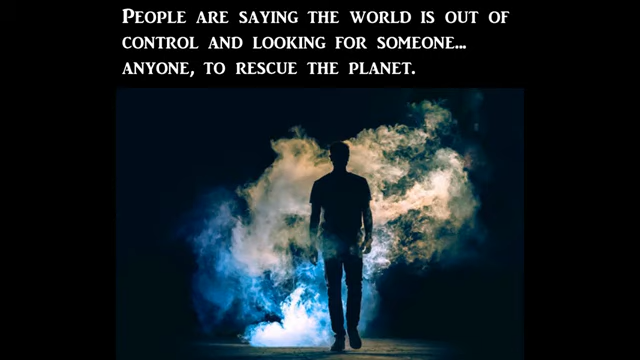 People are saying the world is out of
control and looking for someone...
anyone, to rescue the planet.